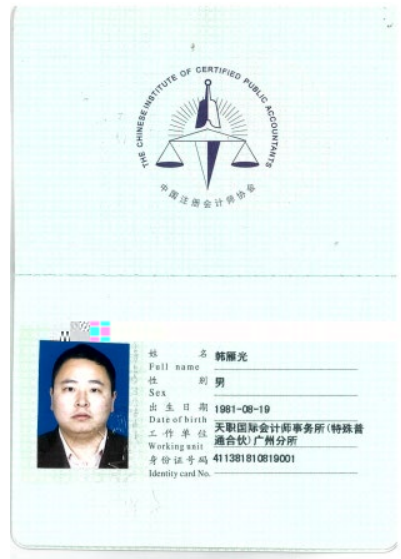 THE CHINESE INSTITUTE OF CERTIFIED PUBLIC ACCOUNTANTS
中国注册会计师协会
姓 名 韩雁光
Full name
性 别 男
Sex
出 生 日 期 1981-08-19
Date of birth
工 作 单 位 天职国际会计师事务所(特殊普
通合伙)广州分所
Working unit
身份证号码 411381810819001
Identity card No.